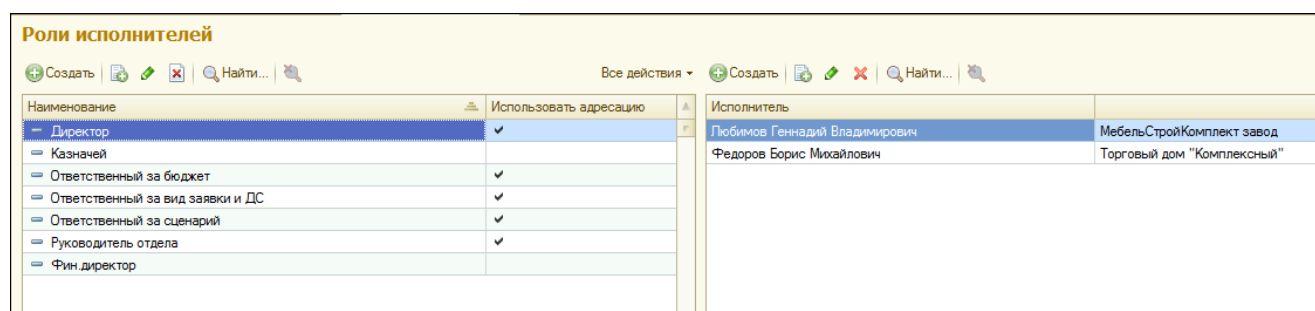 Роли исполнителей
Создать Найти... Все действия Создать Найти...
Наименование Использовать адресацию Исполнитель
Директор Любимов Геннадий Владимирович МебельСтройКомплект завод
Казначей Федоров Борис Михайлович Торговый дом "Комплексный"
Ответственный за бюджет
Ответственный за вид заявки и ДС
Ответственный за сценарий
Руководитель отдела
Фин.директор